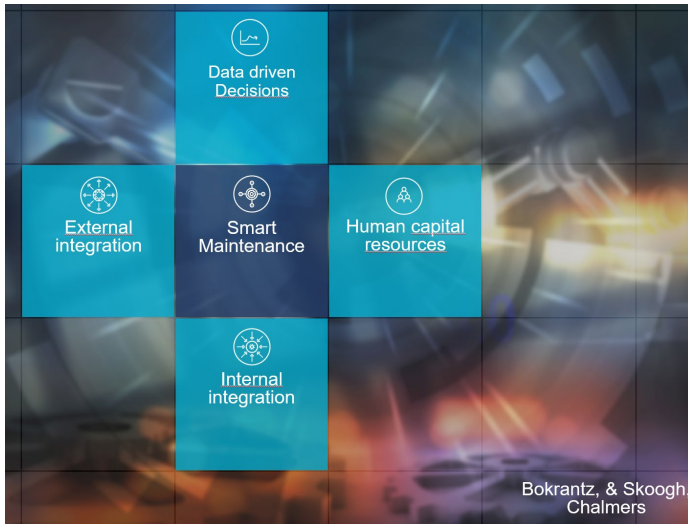 Data driven
Decisions
External
integration
Smart
Maintenance
Human capital
resources
Internal
integration
Bokrantz, & Skoogh,
Chalmers